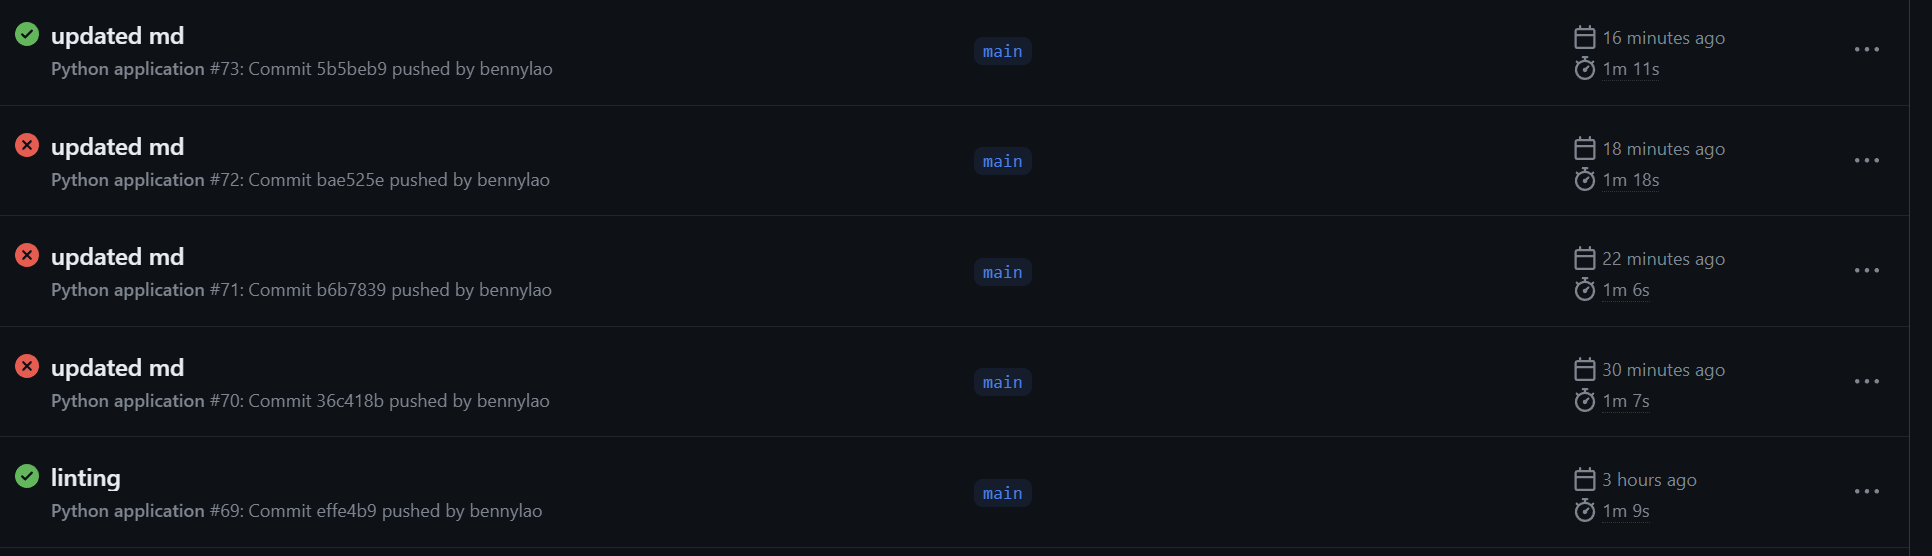 updated md
Python application #73: Commit 5b5beb9 pushed by bennylao
main
16 minutes ago
1m 11s
updated md
Python application #72: Commit bae525e pushed by bennylao
main
18 minutes ago
1m 18s
updated md
Python application #71: Commit b6b7839 pushed by bennylao
main
22 minutes ago
1m 6s
updated md
Python application #70: Commit 36c418b pushed by bennylao
main
30 minutes ago
1m 7s
linting
Python application #69: Commit effe4b9 pushed by bennylao
main
3 hours ago
1m 9s